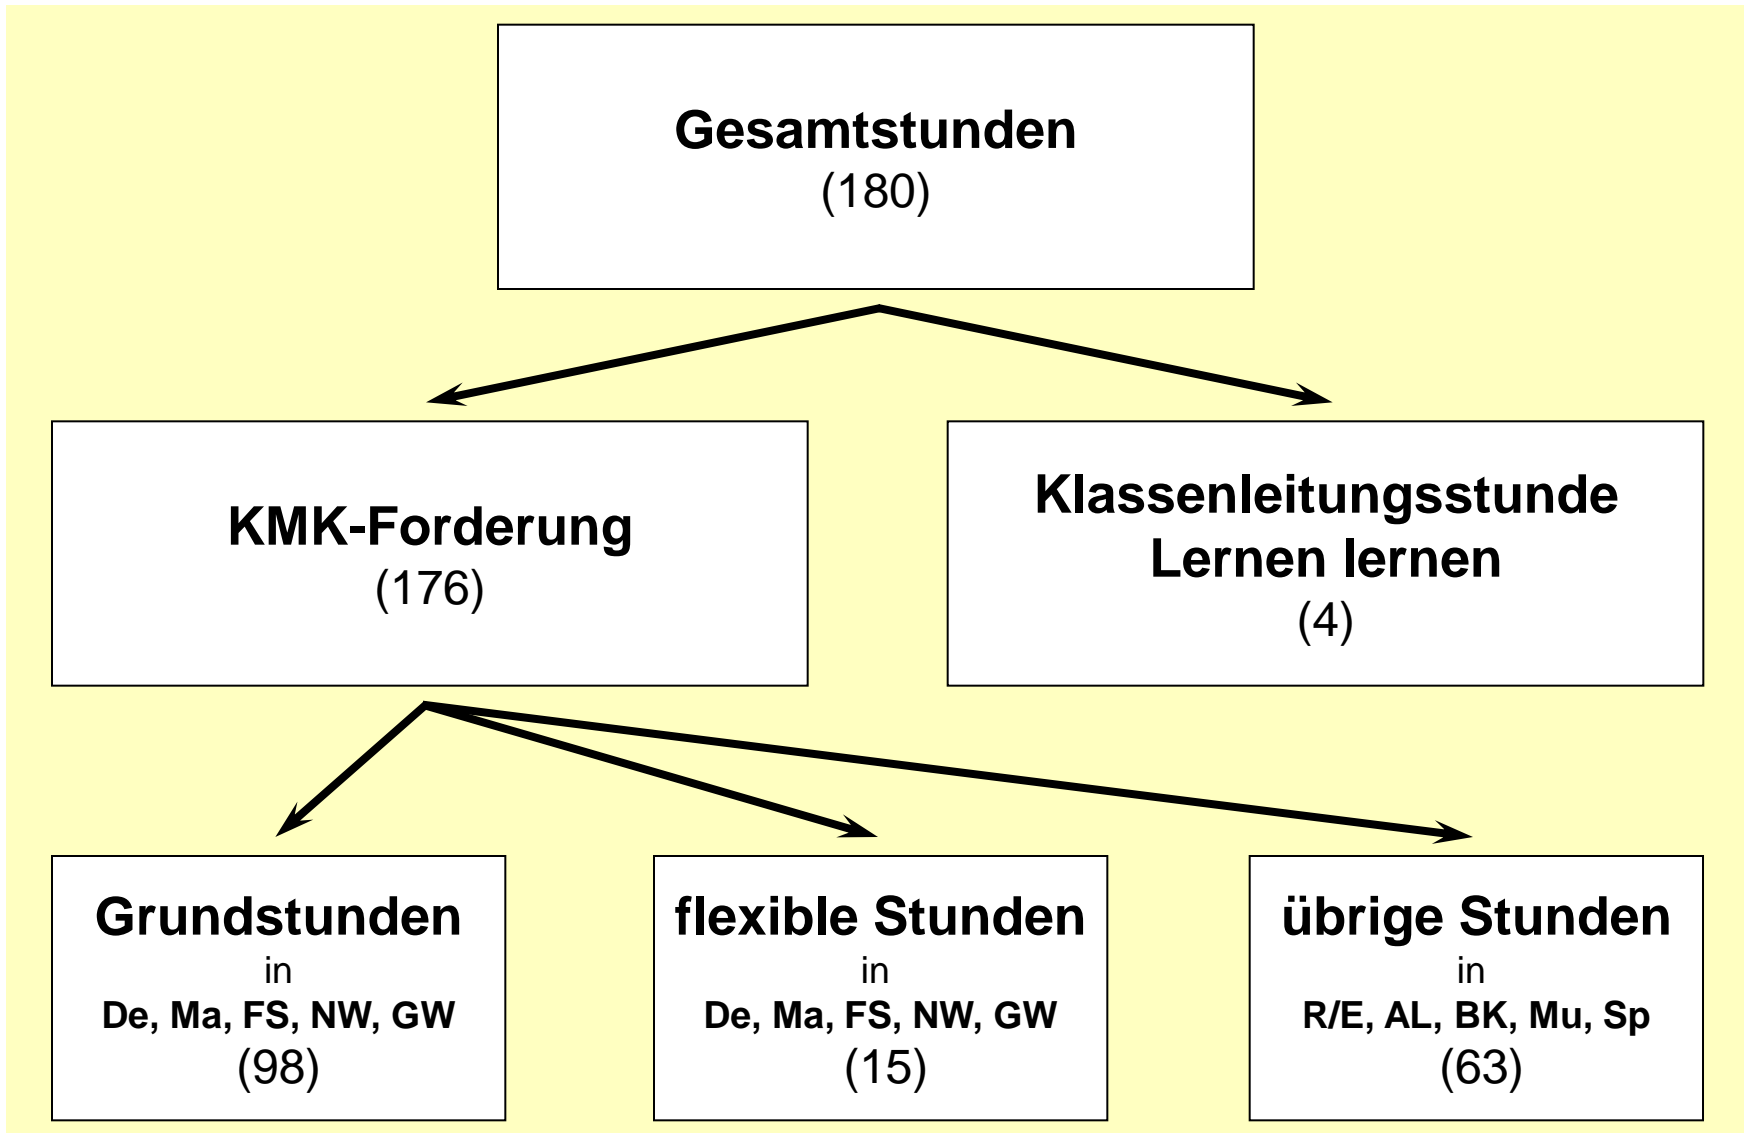 Gesamtstunden
(180)
KMK-Forderung
(176)
Klassenleitungsstunde
Lernen lernen
(4)
Grundstunden
in
De, Ma, FS, NW, GW
(98)
flexible Stunden
in
De, Ma, FS, NW, GW
(15)
übrige Stunden
in
R/E, AL, BK, Mu, Sp
(63)